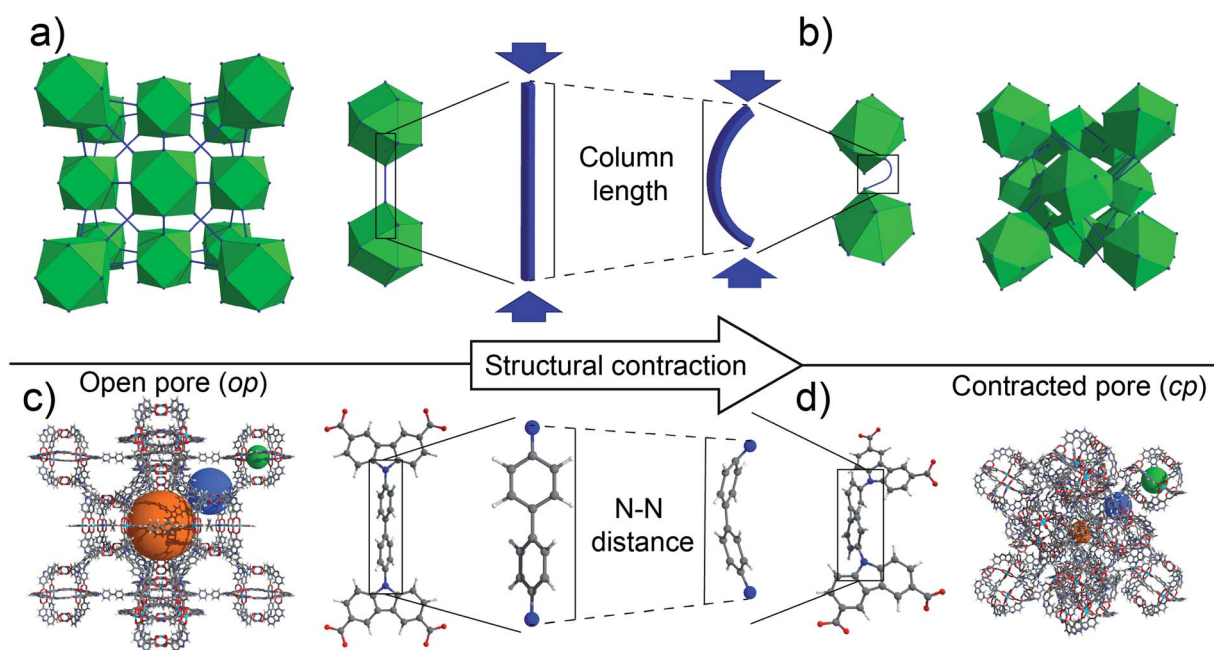 a)
b)
Column
length
Structural contraction
Open pore (op)
Contracted pore (cp)
c)
d)
N-N
distance